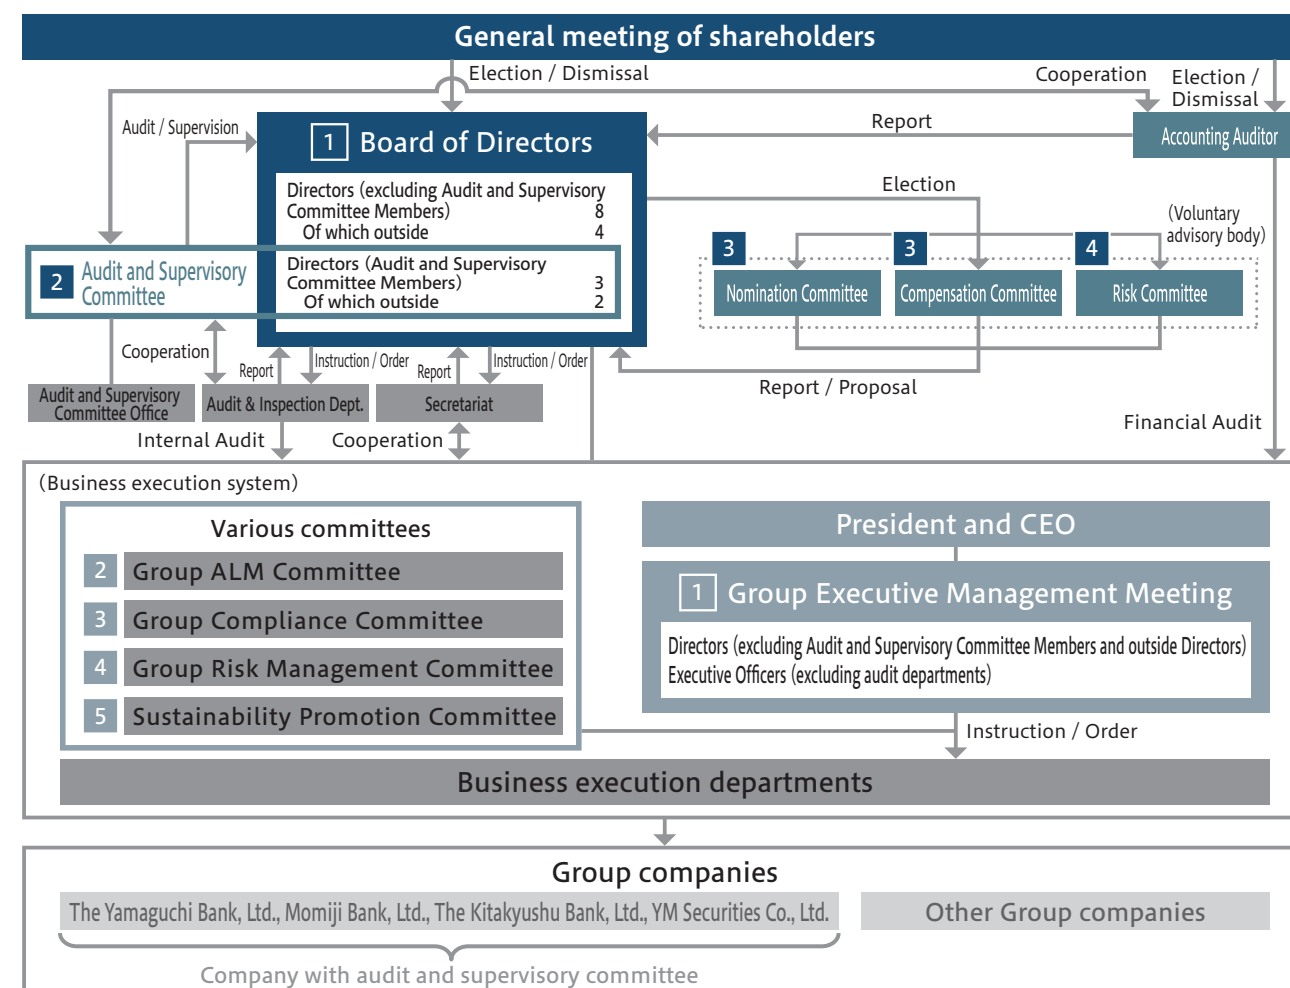 General meeting of shareholders
Election / Dismissal
Cooperation
Election /
Dismissal
Audit / Supervision
1 Board of Directors
Report
Accounting Auditor
Directors (excluding Audit and Supervisory
Committee Members) 8
Of which outside 4
Election
(Voluntary
advisory body)
2 Audit and Supervisory
Committee
Directors (Audit and Supervisory
Committee Members) 3
Of which outside 2
3
3
4
Nomination Committee
Compensation Committee
Risk Committee
Cooperation
Report
Instruction / Order
Report
Instruction / Order
Report / Proposal
Audit and Supervisory
Committee Office
Audit & Inspection Dept.
Secretariat
Internal Audit
Cooperation
Financial Audit
(Business execution system)
Various committees
2 Group ALM Committee
3 Group Compliance Committee
4 Group Risk Management Committee
5 Sustainability Promotion Committee
President and CEO
1 Group Executive Management Meeting
Directors (excluding Audit and Supervisory Committee Members and outside Directors)
Executive Officers (excluding audit departments)
Instruction / Order
Business execution departments
Group companies
The Yamaguchi Bank, Ltd., Momiji Bank, Ltd., The Kitakyushu Bank, Ltd., YM Securities Co., Ltd.
Other Group companies
Company with audit and supervisory committee